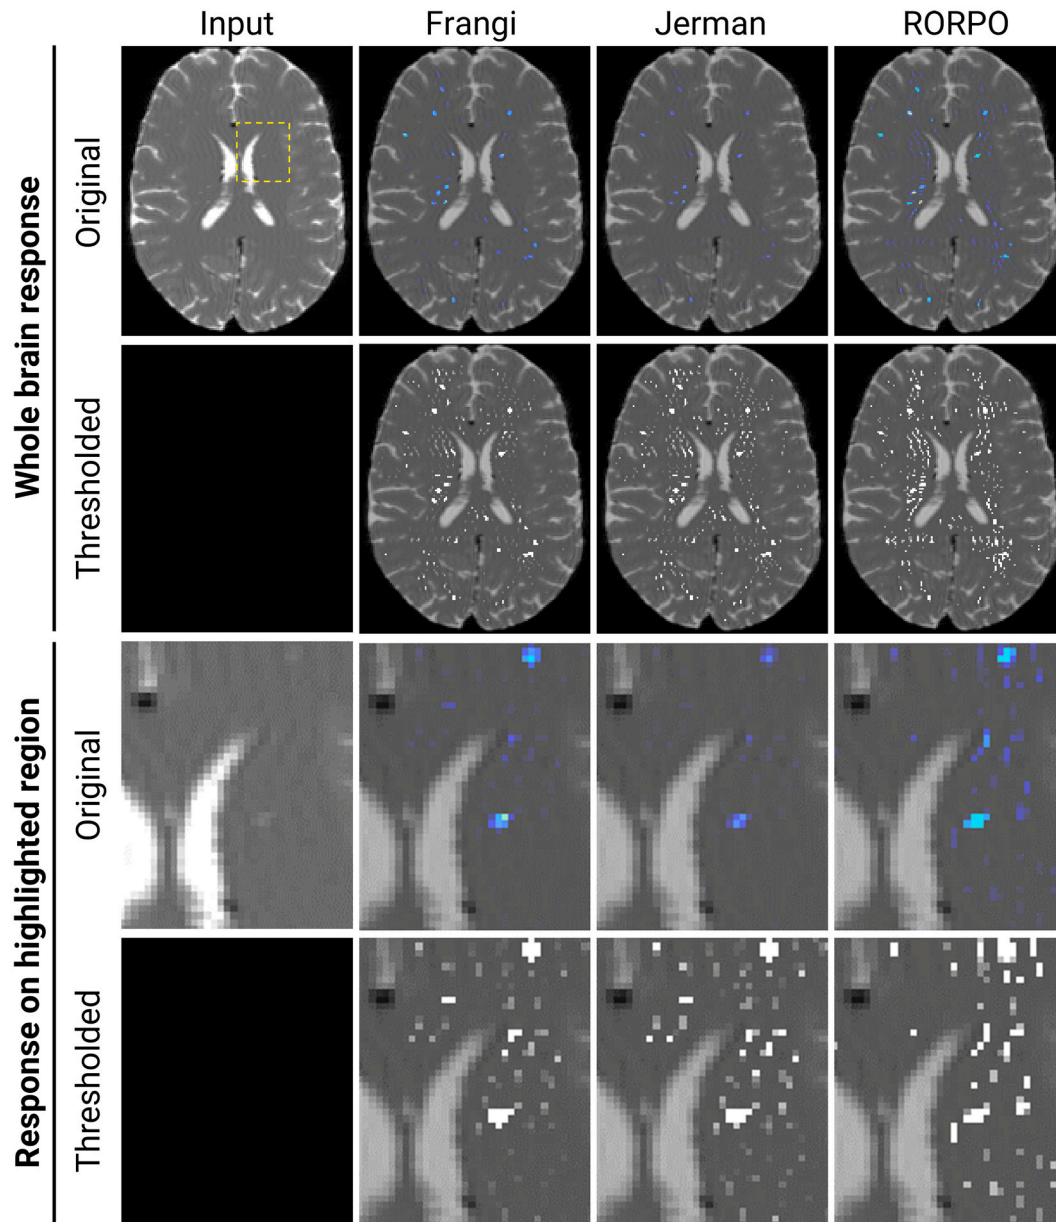 Input Frangi Jerman RORPO
Whole brain response
Original
Thresholded
Response on highlighted region
Original
Thresholded